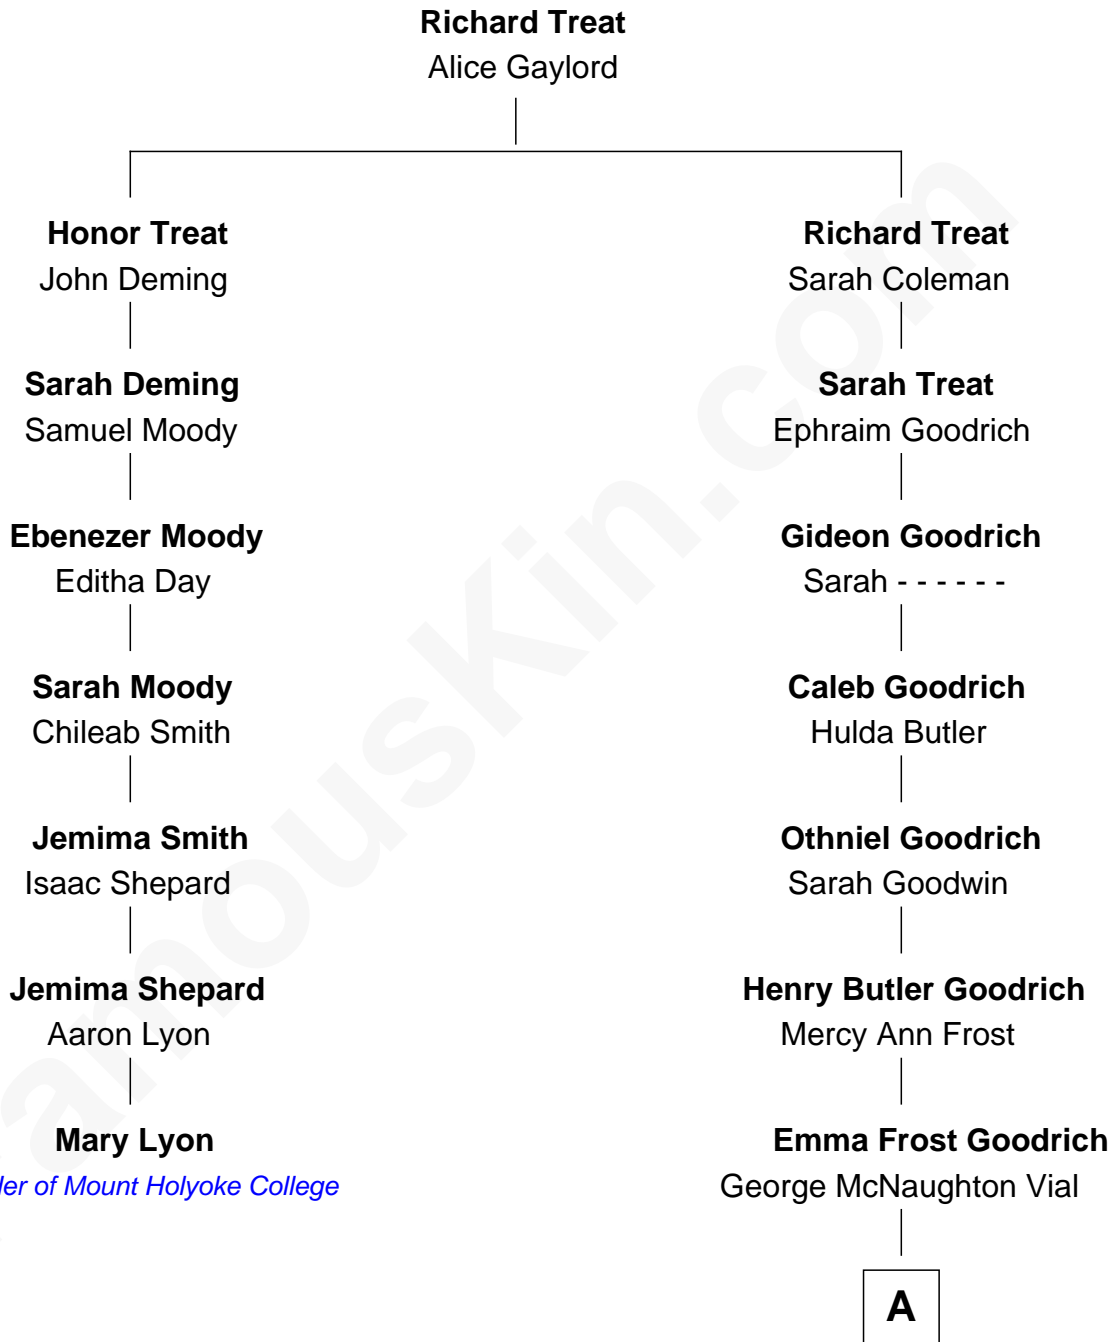 Richard Treat
Alice Gaylord
Honor Treat
John Deming
Richard Treat
Sarah Coleman
Sarah Deming
Samuel Moody
Sarah Treat
Ephraim Goodrich
Ebenezer Moody
Editha Day
Gideon Goodrich
Sarah - - - - - -
Sarah Moody
Chileab Smith
Caleb Goodrich
Hulda Butler
Jemima Smith
Isaac Shepard
Othniel Goodrich
Sarah Goodwin
Jemima Shepard
Aaron Lyon
Henry Butler Goodrich
Mercy Ann Frost
Mary Lyon
of Mount Holyoke College
Emma Frost Goodrich
George McNaughton Vial
A
amousKin.com